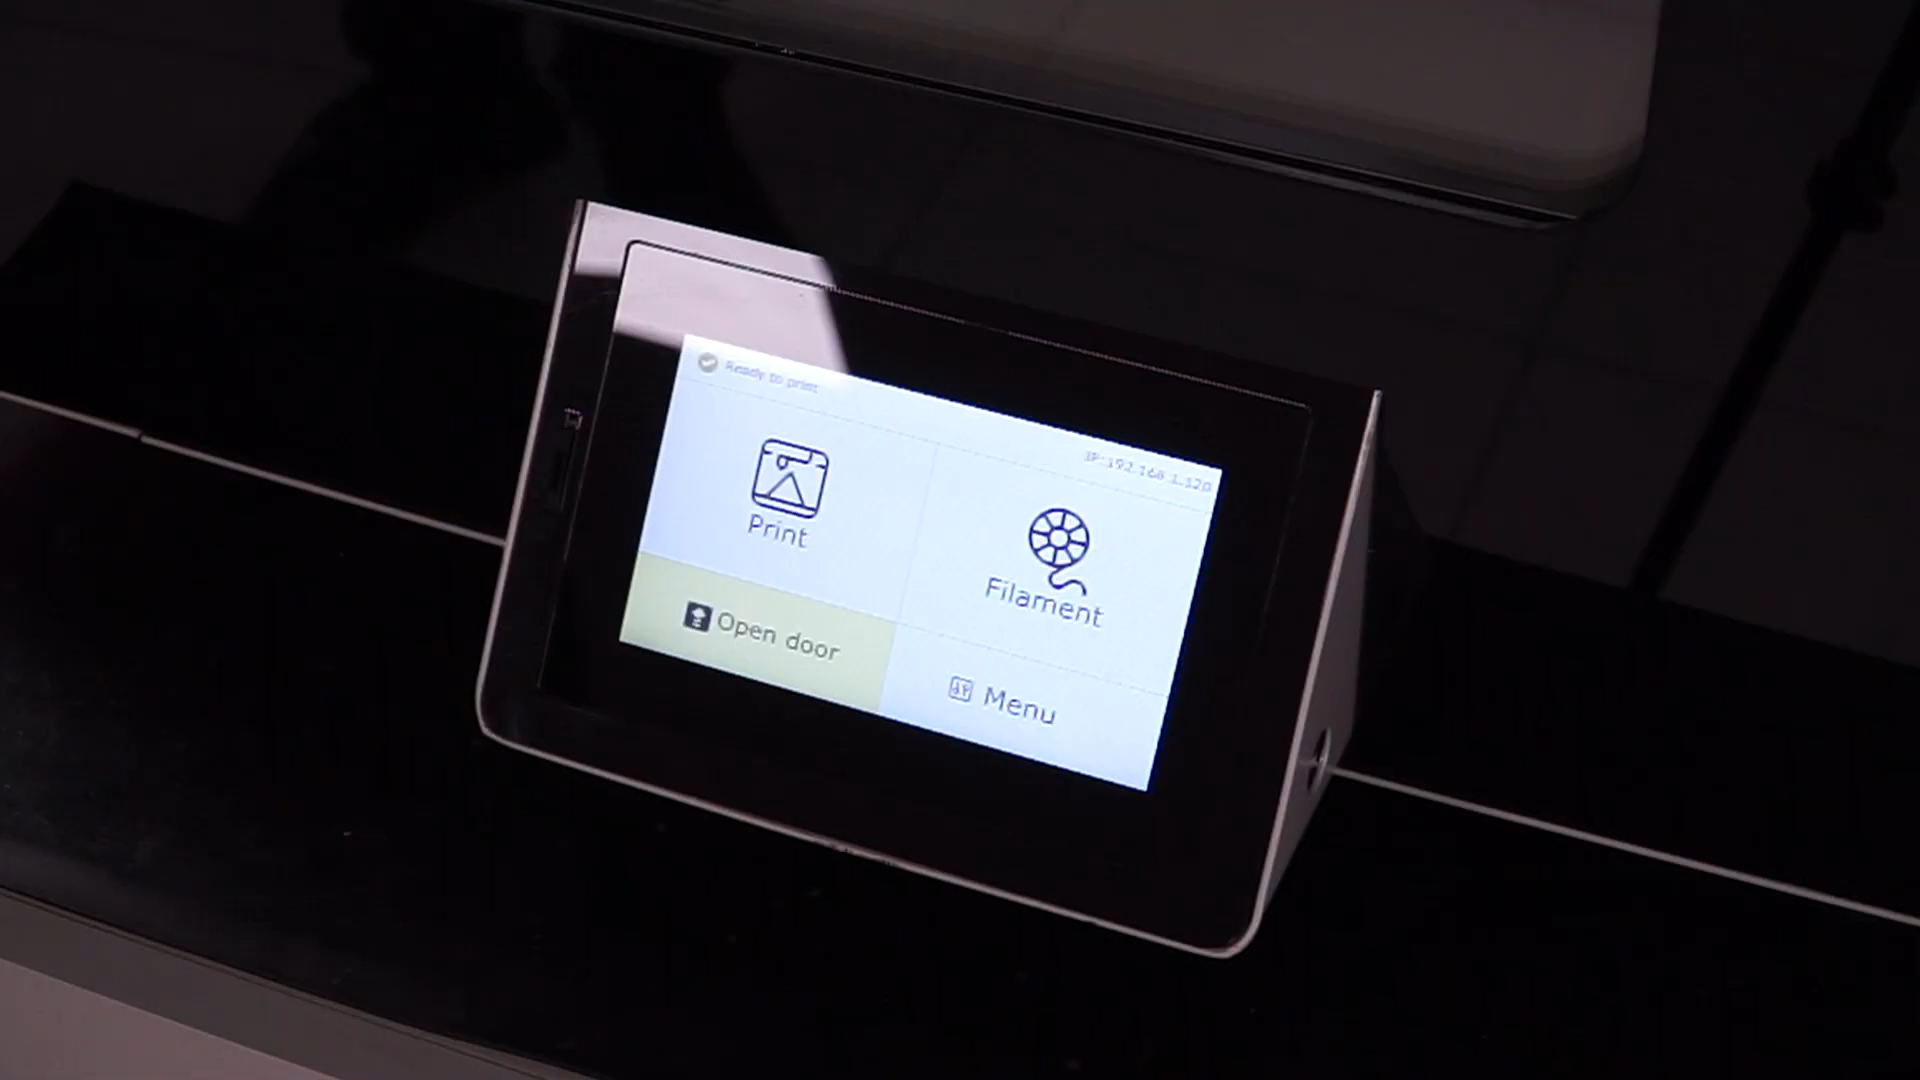 Ready to print
IP:192.168.1.120
Print
Filament
Open door
Menu